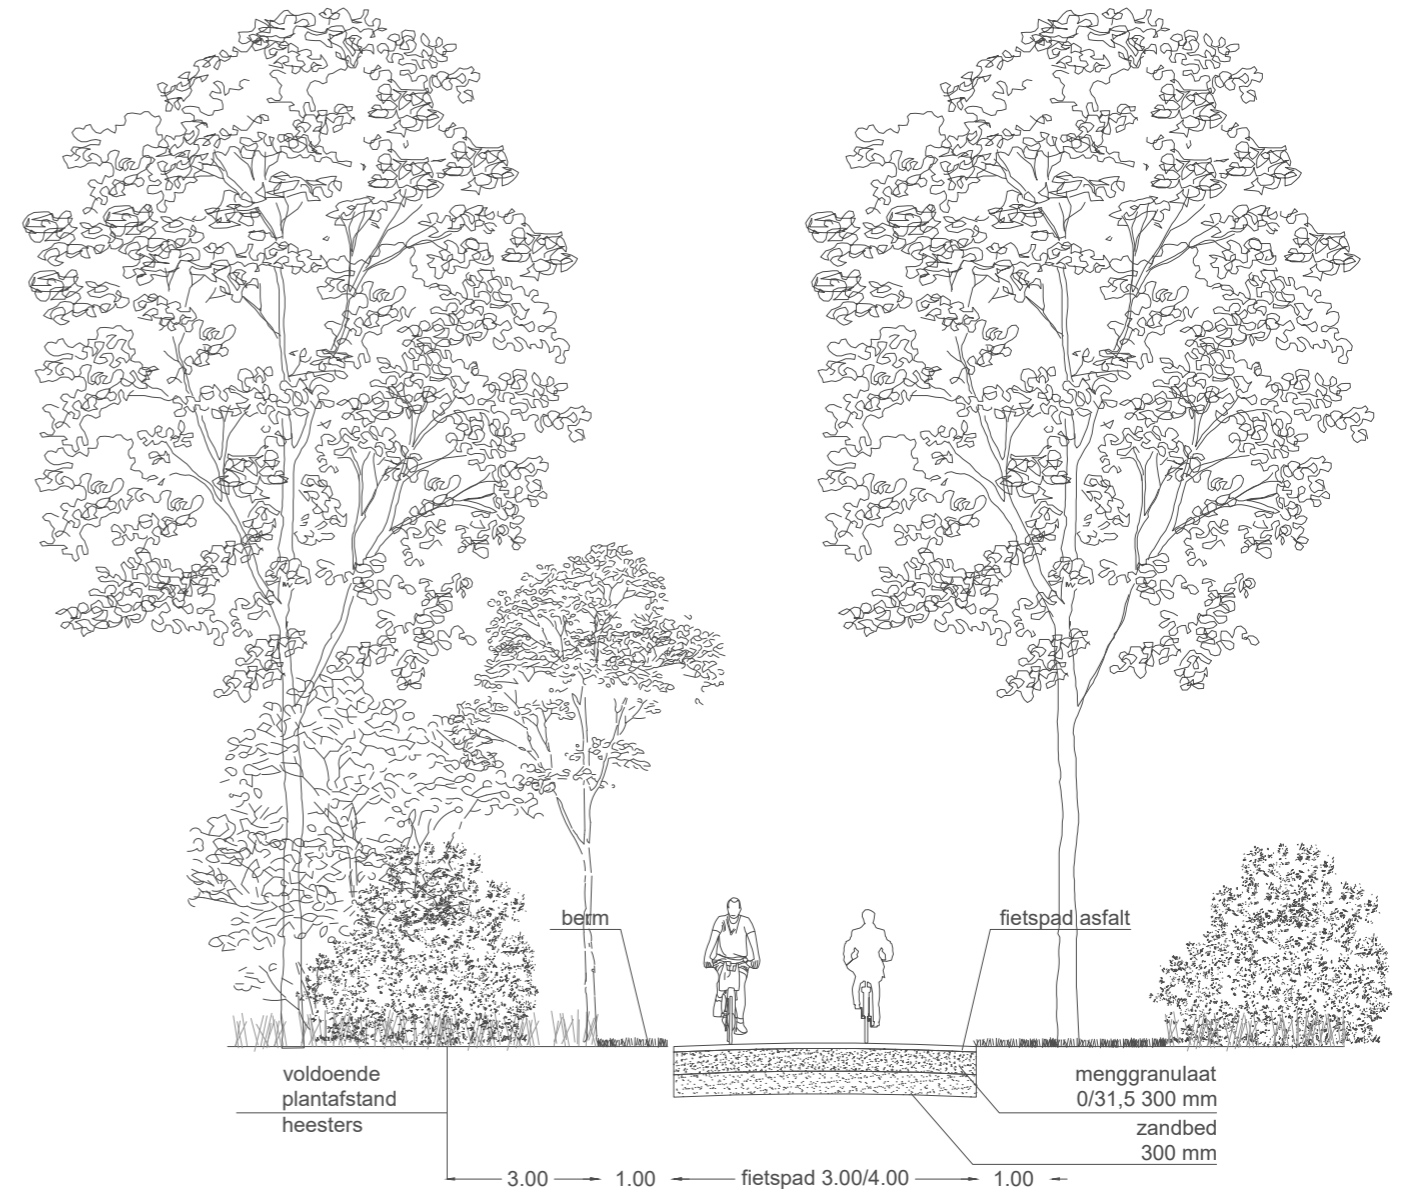 berm
fietspad asfalt
voldoende
plantafstand
heesters
menggranulaat
0/31,5 300 mm
zandbed
300 mm
3.00
1.00
fietspad 3.00/4.00
1.00